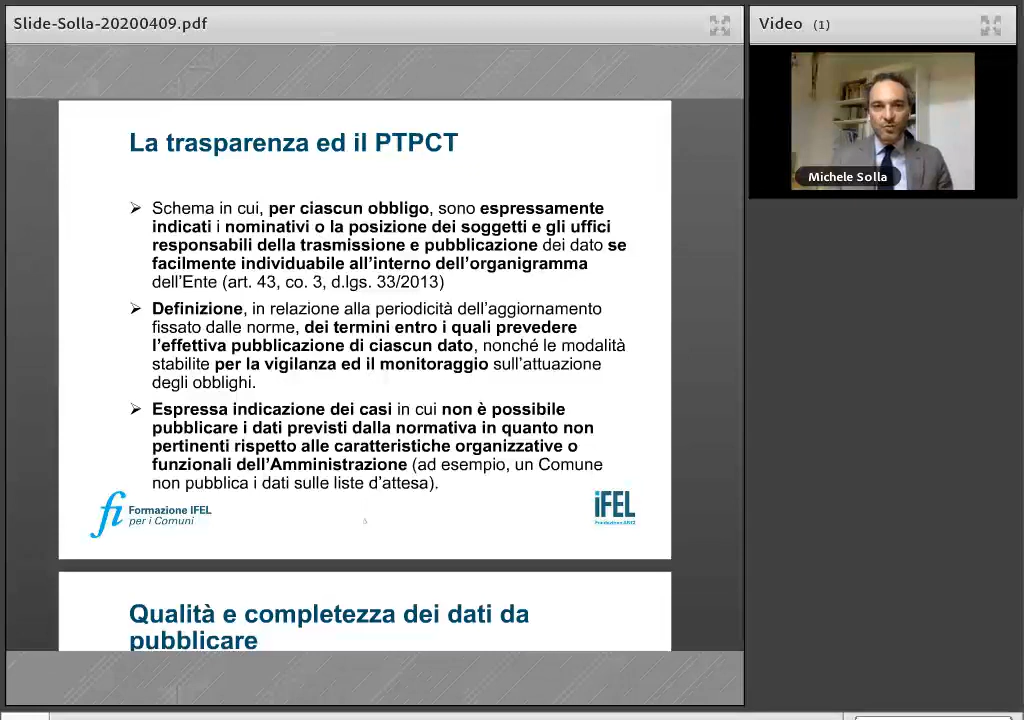 Slide-Solla-20200409.pdf
Video (1)
Michele Solla
La trasparenza ed il PTPCT
Schema in cui, per ciascun obbligo, sono espressamente
indicati i nominativi o la posizione dei soggetti e gli uffici
responsabili della trasmissione e pubblicazione dei dato se
facilmente individuabile all’interno dell’organigramma
dell’Ente (art. 43, co. 3, d.lgs. 33/2013)
Definizione, in relazione alla periodicità dell’aggiornamento
fissato dalle norme, dei termini entro i quali prevedere
l’effettiva pubblicazione di ciascun dato, nonché le modalità
stabilite per la vigilanza ed il monitoraggio sull’attuazione
degli obblighi.
Espressa indicazione dei casi in cui non è possibile
pubblicare i dati previsti dalla normativa in quanto non
pertinenti rispetto alle caratteristiche organizzative o
funzionali dell’Amministrazione (ad esempio, un Comune
non pubblica i dati sulle liste d’attesa).
fi Formazione IFEL
per i Comuni
iFEL
Fondazione ANCI
Qualità e completezza dei dati da
pubblicare